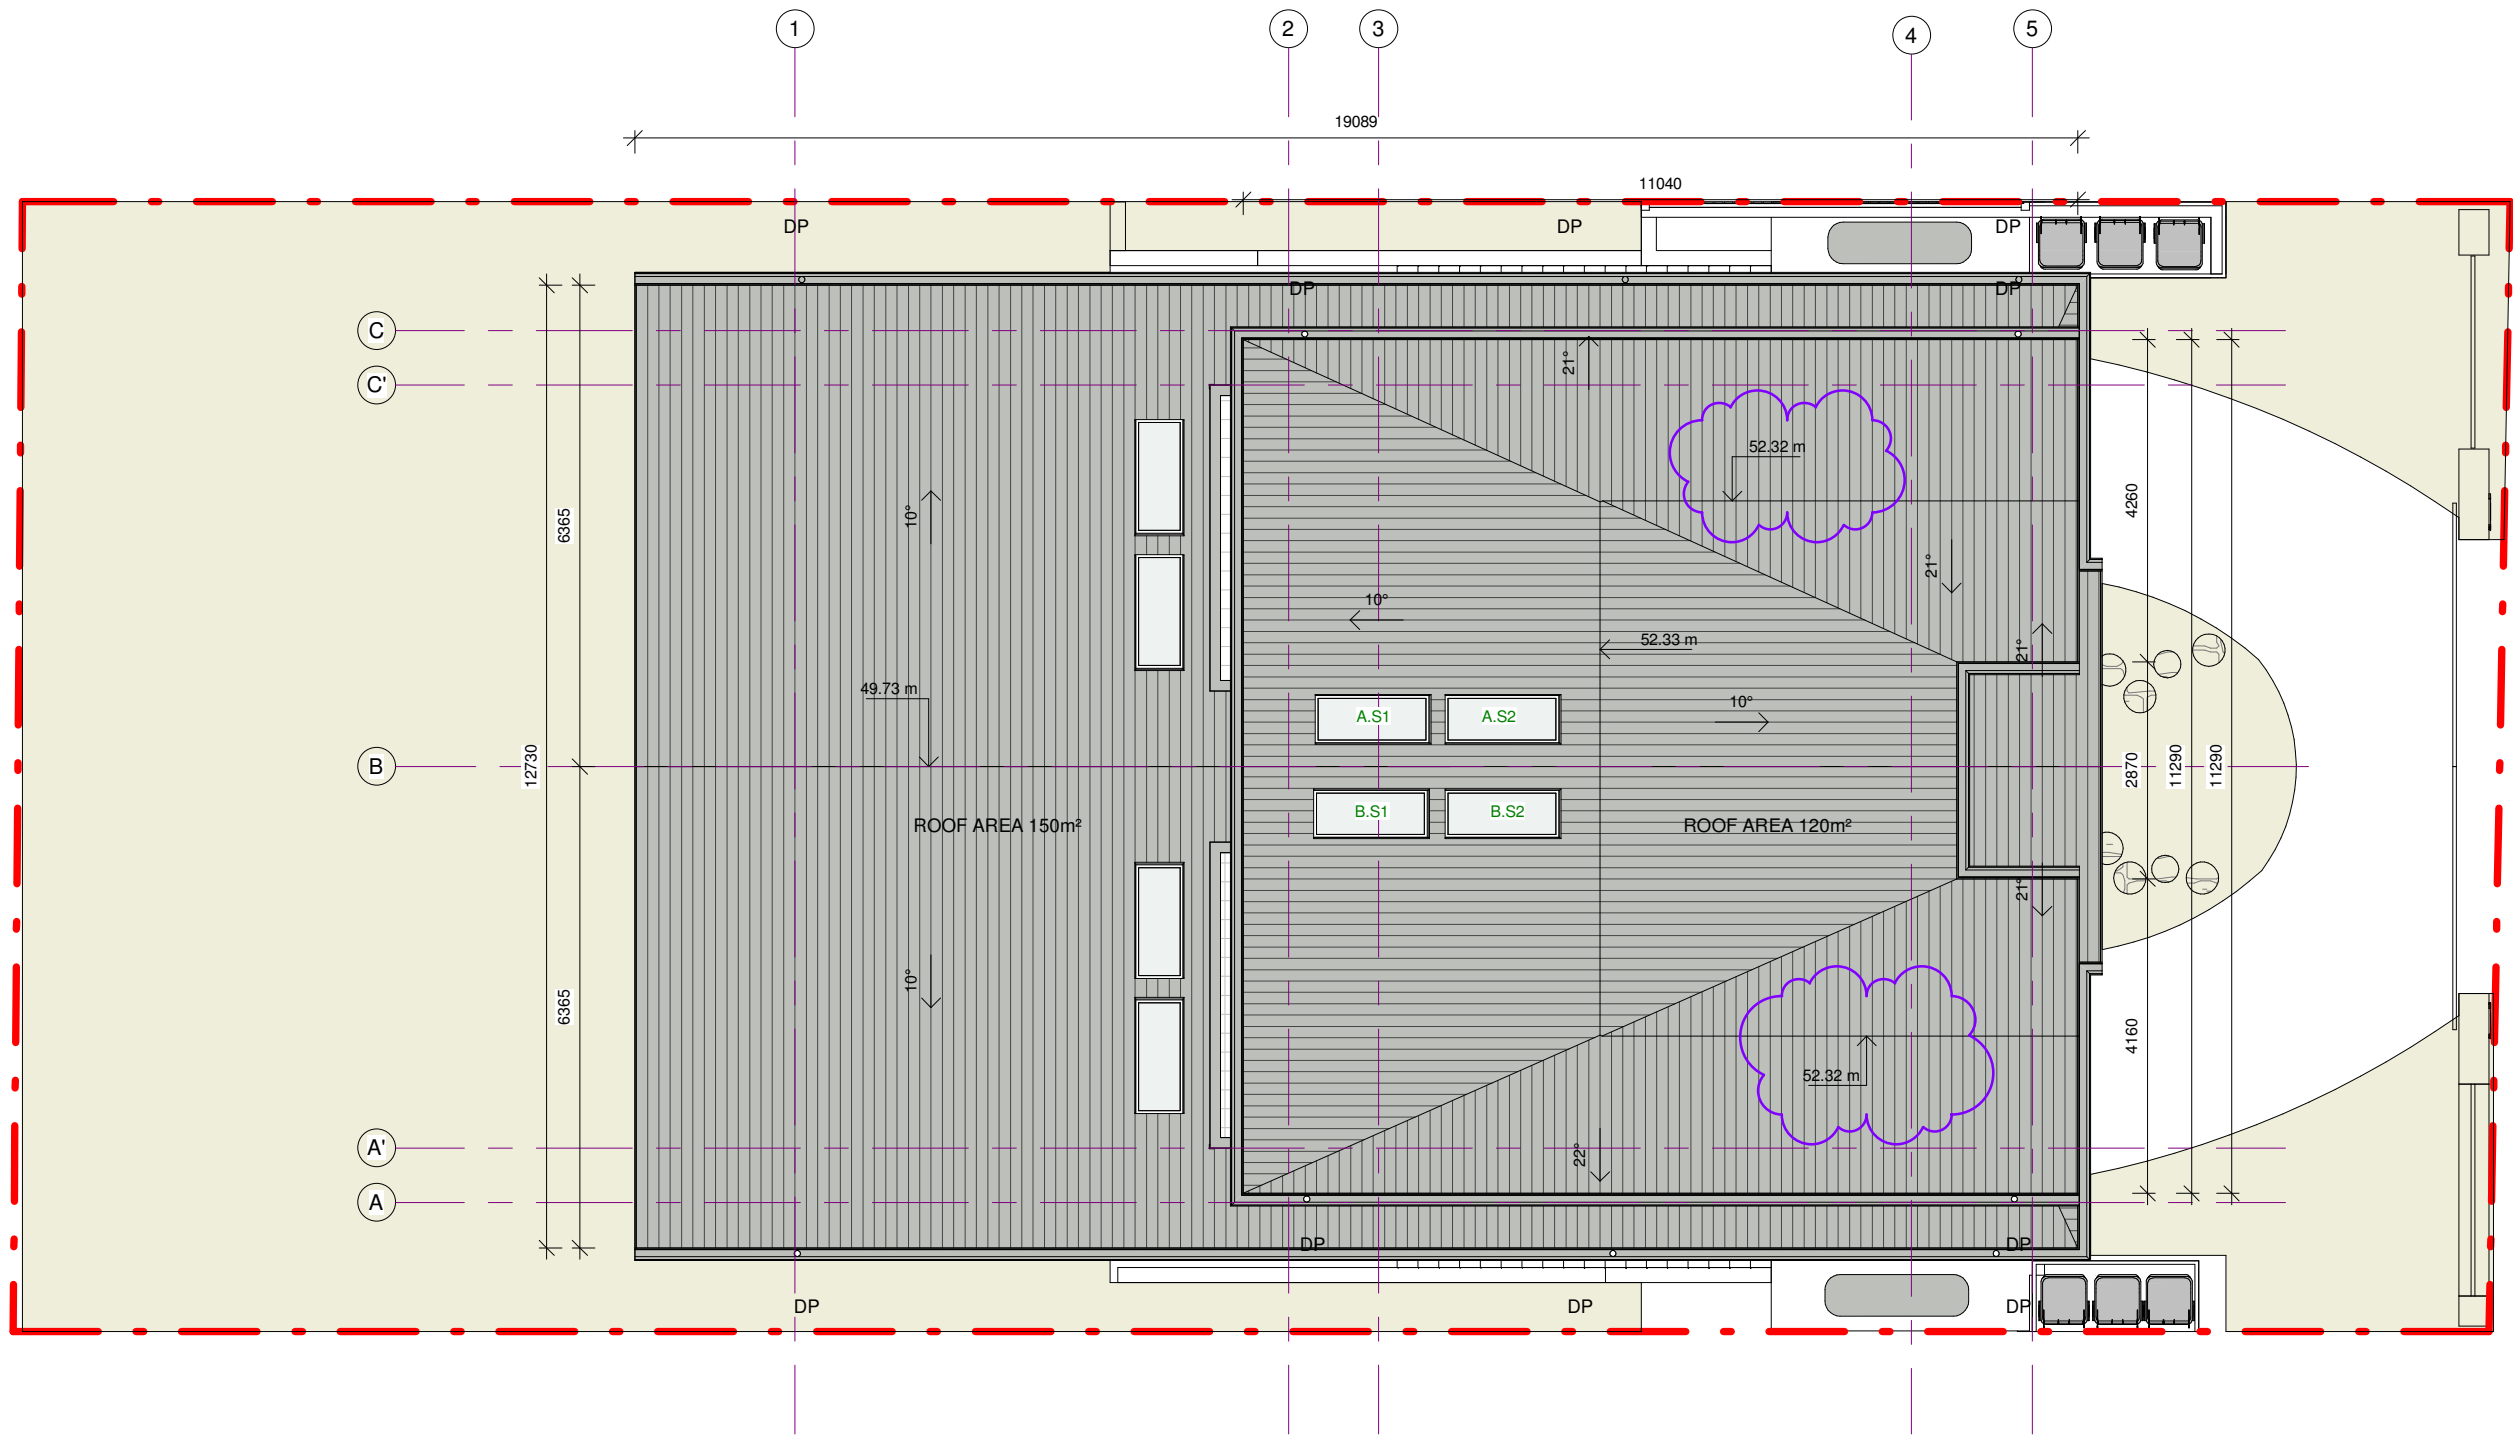 1
2
3
4
5
19089
11040
DP
DP
DP
DP
DP
C
C'
B
A'
A
6365
12730
6365
10°
49.73 m
10°
ROOF AREA 150m²
21°
52.32 m
21°
10°
52.33 m
21°
10°
A.S1
A.S2
B.S1
B.S2
ROOF AREA 120m²
21°
52.32 m
22°
4260
2870
11290
11290
4160
DP
DP
DP
DP
DP